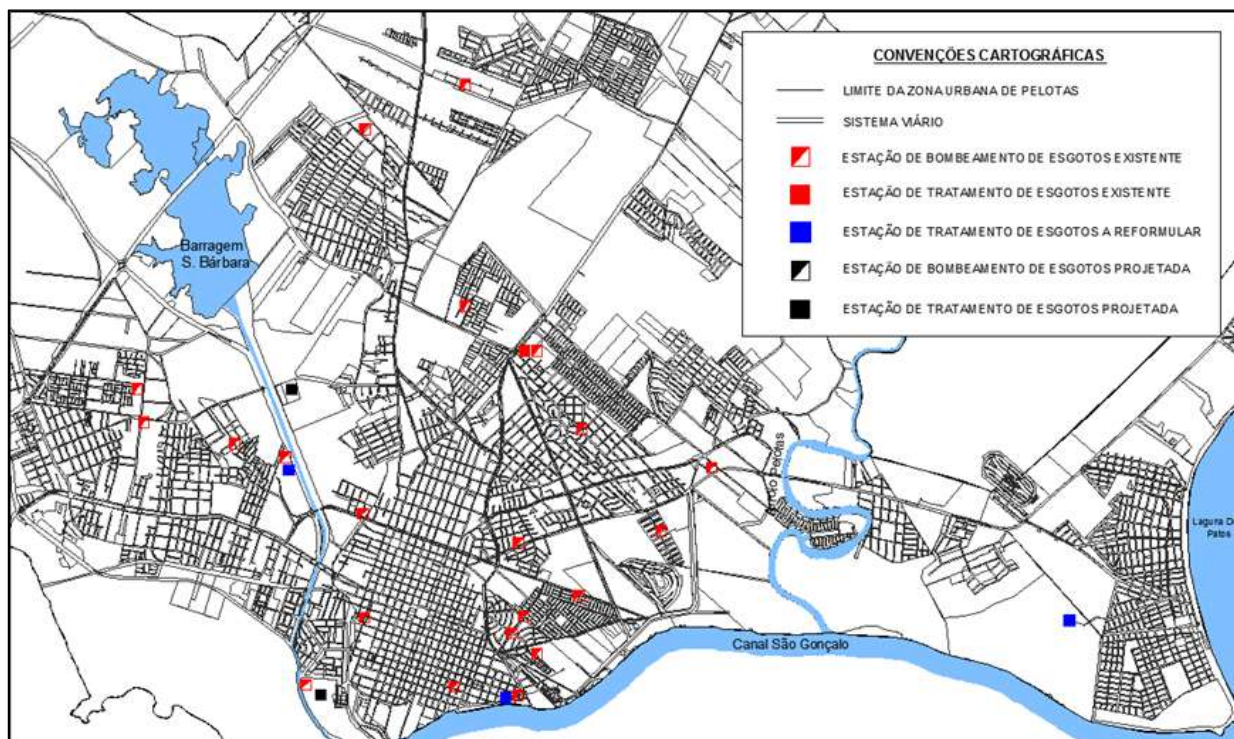 CONVENÇÕES CARTOGRÁFICAS
LIMITE DA ZONA URBANA DE PELOTAS
SISTEMA VIÁRIO
ESTAÇÃO DE BOMBEAMENTO DE ESGOTOS EXISTENTE
ESTAÇÃO DE TRATAMENTO DE ESGOTOS EXISTENTE
ESTAÇÃO DE TRATAMENTO DE ESGOTOS A REFORMULAR
ESTAÇÃO DE BOMBEAMENTO DE ESGOTOS PROJETADA
ESTAÇÃO DE TRATAMENTO DE ESGOTOS PROJETADA
Barragem
S. Bárbara
Pelotas
Laguna
Patos
Canal São Gonçalo